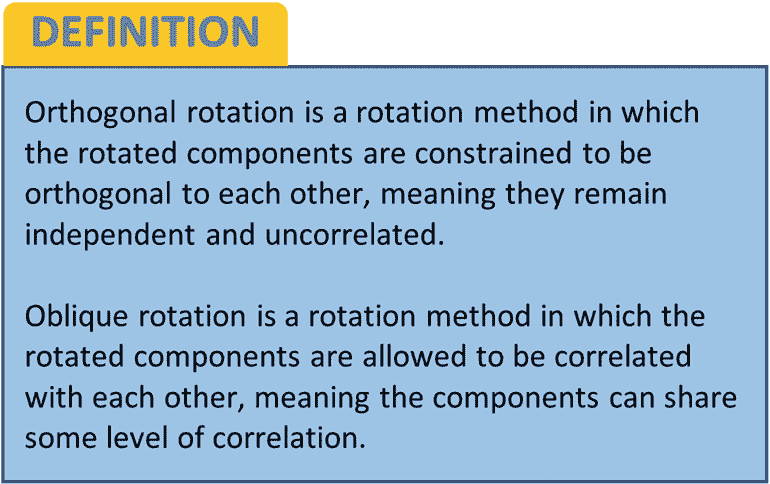 DEFINITION
Orthogonal rotation is a rotation method in which
the rotated components are constrained to be
orthogonal to each other, meaning they remain
independent and uncorrelated.
Oblique rotation is a rotation method in which the
rotated components are allowed to be correlated
with each other, meaning the components can share
some level of correlation.